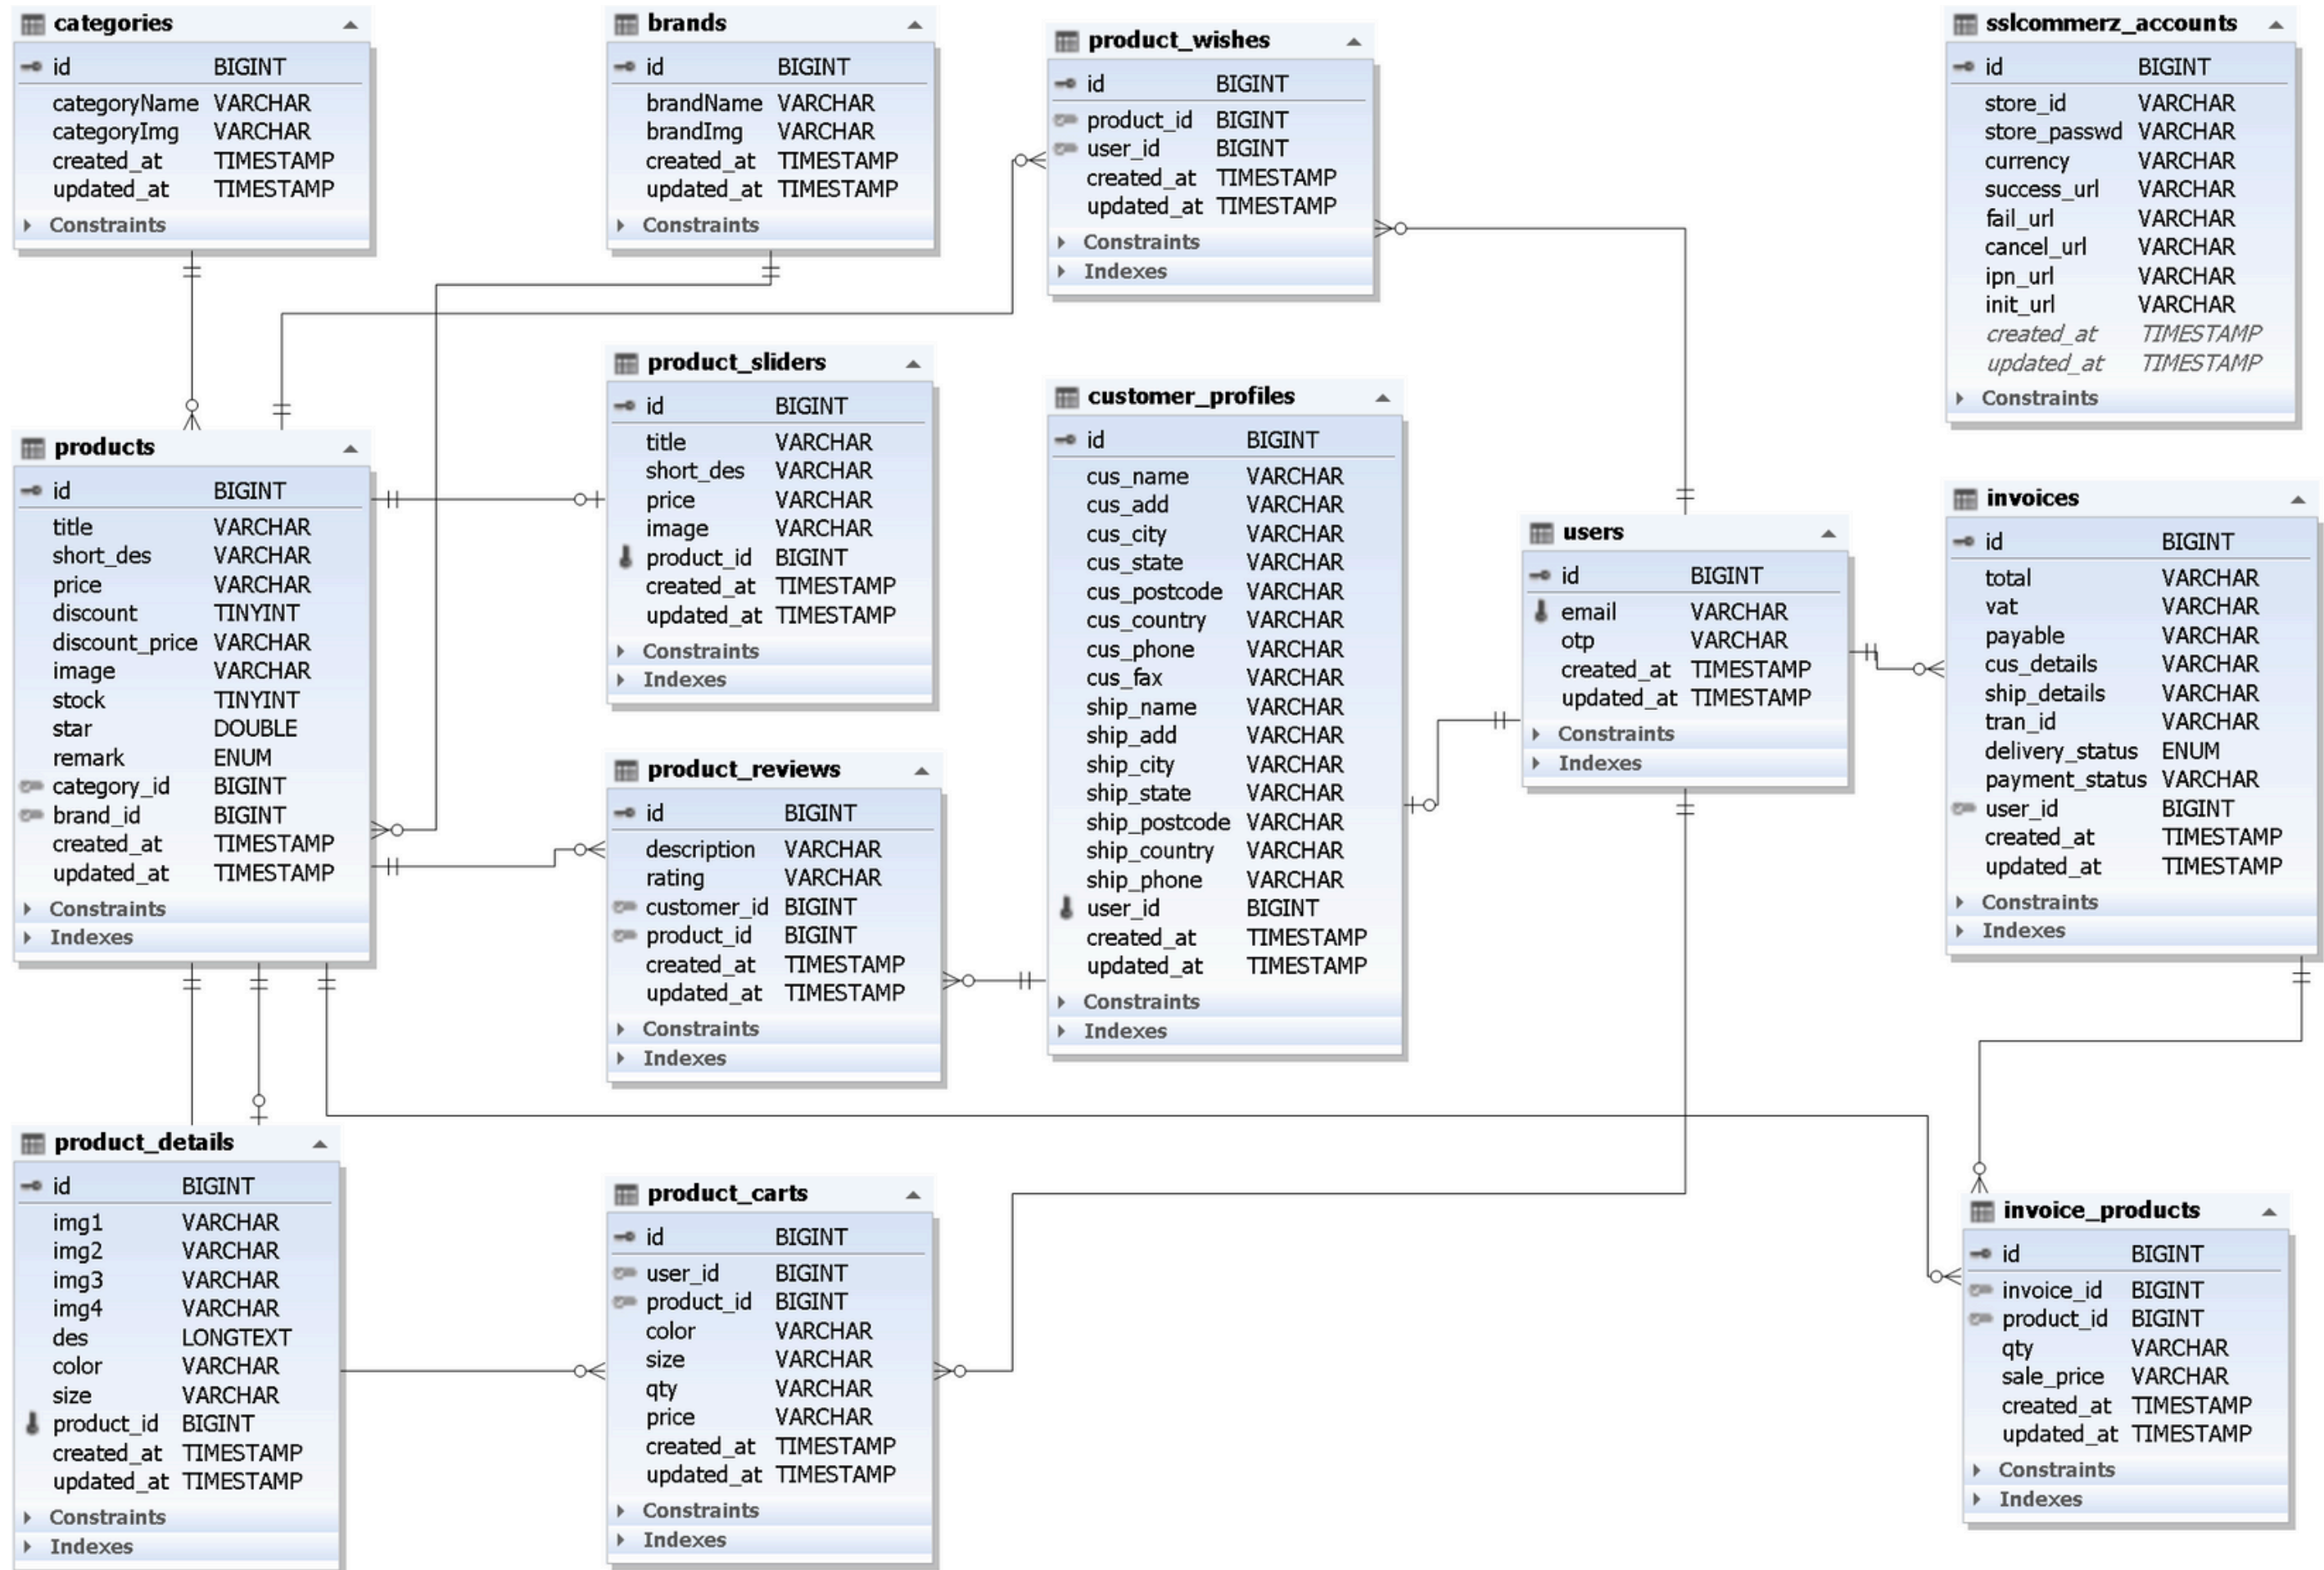 categories
id BIGINT
categoryName VARCHAR
categoryImg VARCHAR
created_at TIMESTAMP
updated_at TIMESTAMP
Constraints
brands
id BIGINT
brandName VARCHAR
brandImg VARCHAR
created_at TIMESTAMP
updated_at TIMESTAMP
Constraints
product_wishes
id BIGINT
product_id BIGINT
user_id BIGINT
created_at TIMESTAMP
updated_at TIMESTAMP
Constraints
Indexes
sslcommerz_accounts
id BIGINT
store_id VARCHAR
store_passwd VARCHAR
currency VARCHAR
success_url VARCHAR
fail_url VARCHAR
cancel_url VARCHAR
ipn_url VARCHAR
init_url VARCHAR
created_at TIMESTAMP
updated_at TIMESTAMP
Constraints
products
id BIGINT
title VARCHAR
short_des VARCHAR
price VARCHAR
discount TINYINT
discount_price VARCHAR
image VARCHAR
stock TINYINT
star DOUBLE
remark ENUM
category_id BIGINT
brand_id BIGINT
created_at TIMESTAMP
updated_at TIMESTAMP
Constraints
Indexes
product_sliders
id BIGINT
title VARCHAR
short_des VARCHAR
price VARCHAR
image VARCHAR
product_id BIGINT
created_at TIMESTAMP
updated_at TIMESTAMP
Constraints
Indexes
customer_profiles
id BIGINT
cus_name VARCHAR
cus_add VARCHAR
cus_city VARCHAR
cus_state VARCHAR
cus_postcode VARCHAR
cus_country VARCHAR
cus_phone VARCHAR
cus_fax VARCHAR
ship_name VARCHAR
ship_add VARCHAR
ship_city VARCHAR
ship_state VARCHAR
ship_postcode VARCHAR
ship_country VARCHAR
ship_phone VARCHAR
user_id BIGINT
created_at TIMESTAMP
updated_at TIMESTAMP
Constraints
Indexes
users
id BIGINT
email VARCHAR
otp VARCHAR
created_at TIMESTAMP
updated_at TIMESTAMP
Constraints
Indexes
invoices
id BIGINT
total VARCHAR
vat VARCHAR
payable VARCHAR
cus_details VARCHAR
ship_details VARCHAR
tran_id VARCHAR
delivery_status ENUM
payment_status VARCHAR
user_id BIGINT
created_at TIMESTAMP
updated_at TIMESTAMP
Constraints
Indexes
product_reviews
id BIGINT
description VARCHAR
rating VARCHAR
customer_id BIGINT
product_id BIGINT
created_at TIMESTAMP
updated_at TIMESTAMP
Constraints
Indexes
product_details
id BIGINT
img1 VARCHAR
img2 VARCHAR
img3 VARCHAR
img4 VARCHAR
des LONGTEXT
color VARCHAR
size VARCHAR
product_id BIGINT
created_at TIMESTAMP
updated_at TIMESTAMP
Constraints
Indexes
product_carts
id BIGINT
user_id BIGINT
product_id BIGINT
color VARCHAR
size VARCHAR
qty VARCHAR
price VARCHAR
created_at TIMESTAMP
updated_at TIMESTAMP
Constraints
Indexes
invoice_products
id BIGINT
invoice_id BIGINT
product_id BIGINT
qty VARCHAR
sale_price VARCHAR
created_at TIMESTAMP
updated_at TIMESTAMP
Constraints
Indexes